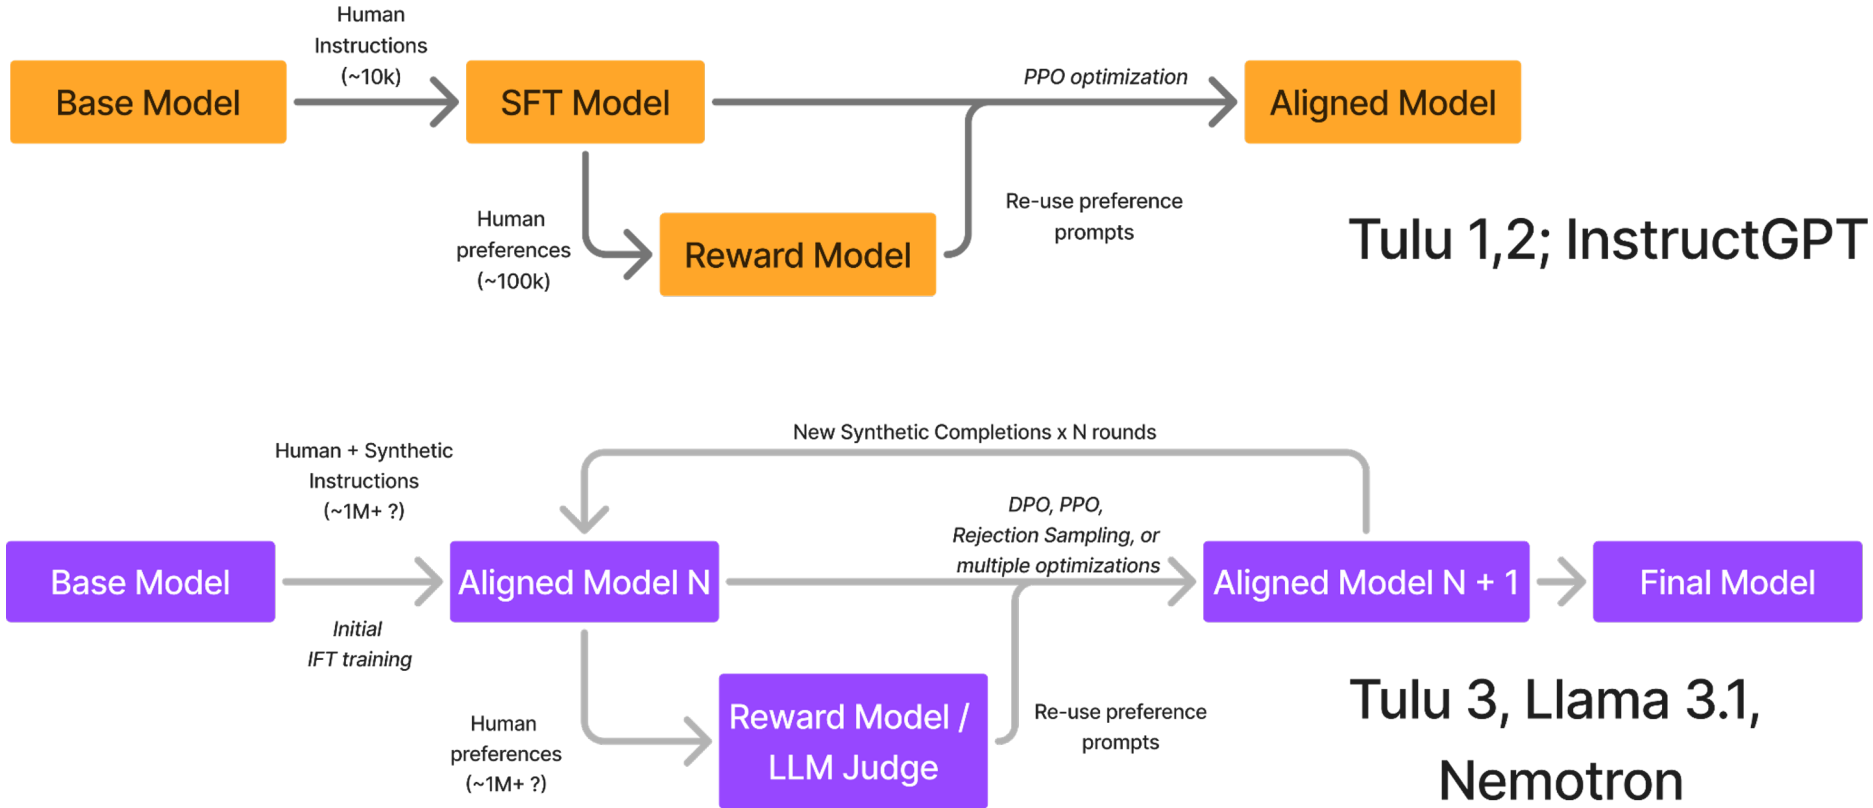 Human
Instructions
(~10k)
Base Model
SFT Model
PPO optimization
Aligned Model
Human
preferences
(~100k)
Reward Model
Re-use preference
prompts
Tulu 1,2; InstructGPT
New Synthetic Completions x N rounds
Human + Synthetic
Instructions
(~1M+ ?)
DPO, PPO,
Rejection Sampling, or
multiple optimizations
Base Model
Aligned Model N
Aligned Model N + 1
Final Model
Initial
IFT training
Human
preferences
(~1M+ ?)
Reward Model /
LLM Judge
Re-use preference
prompts
Tulu 3, Llama 3.1,
Nemotron